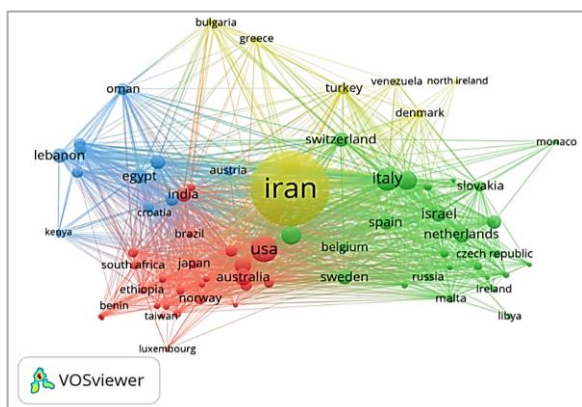 bulgaria
greece
oman
turkey
venezuela
north ireland
denmark
switzerland
monaco
lebanon
egypt
austria
iran
italy
slovakia
india
croatia
spain
israel
kenya
brazil
usa
belgium
netherlands
south africa
japan
czech republic
ethiopia
australia
sweden
russia
ireland
norway
malta
benin
taiwan
libya
luxembourg
VOSviewer